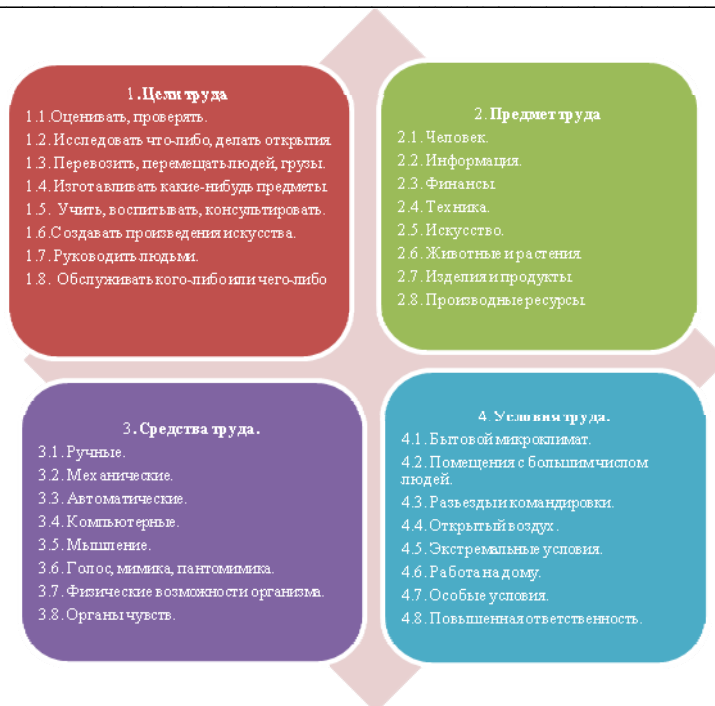 1.Цели труда
1.1.Оценивать, проверять.
1.2. Исследовать что-либо, делать открытия
1.3. Перевозить, перемещать людей, грузы.
1.4. Изготавливать какие-нибудь предметы
1.5. Учить, воспитывать, консультировать.
1.6.Создавать произведения искусства.
1.7. Руководить людьми.
1.8. Обслуживать кого-либо или чего-либо
2. Предмет труда
2.1. Человек.
2.2. Информация.
2.3. Финансы
2.4. Техника.
2.5. Искусство.
2.6. Животные и растения
2.7. Изделия и продукты
2.8. Производные ресурсы
3. Средства труда.
3.1. Ручные.
3.2. Механические.
3.3. Автоматические.
3.4. Компьютерные.
3.5. Мышление.
3.6. Голос, мимика, пантомимика.
3.7. Физические возможности организма.
3.8. Органы чувств.
4. Условия труда.
4.1. Бытовой микроклимат.
4.2. Помещения с большим числом
людей.
4.3. Разьезды и командировки.
4.4. Открытый воздух.
4.5. Экстремальные условия.
4.6. Работа на дому.
4.7. Особые условия.
4.8. Повышенная ответственность.